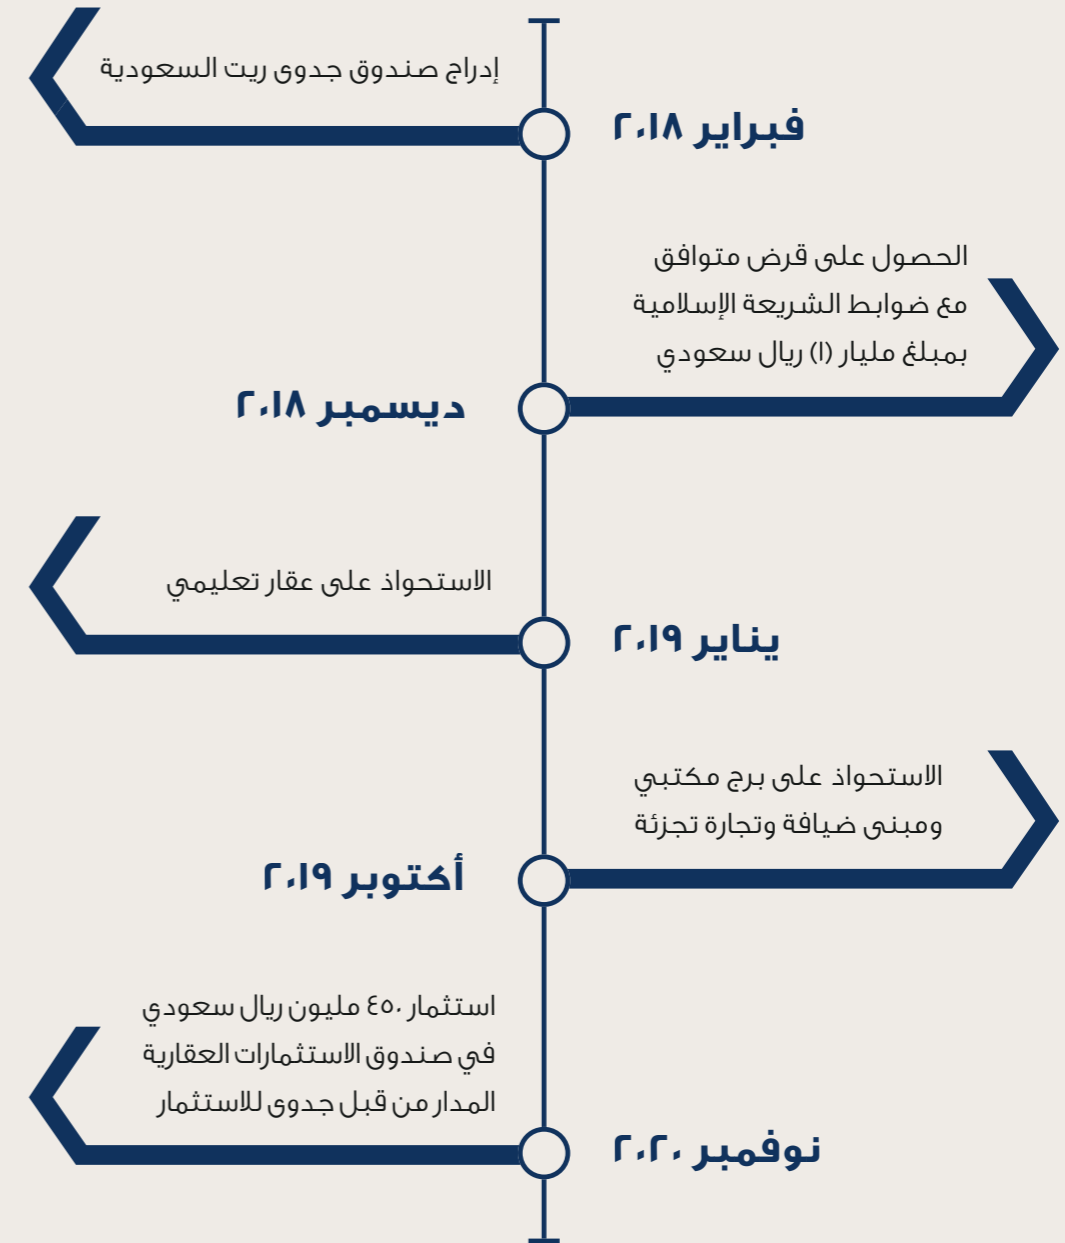 إدراج صندوق جدوى ريت السعودية
فبراير ٢٠١٨
الحصول على قرض متوافق
مع ضوابط الشريعة الإسلامية
بمبلغ مليار (١) ريال سعودي
ديسمبر ٢٠١٨
الاستحواذ على عقار تعليمي
يناير ٢٠١٩
الاستحواذ على برج مكتبي
ومبنى ضيافة وتجارة تجزئة
أكتوبر ٢٠١٩
استثمار ٤٥٠ مليون ريال سعودي
في صندوق الاستثمارات العقارية
المدار من قبل جدوى للاستثمار
نوفمبر ٢٠٢٠